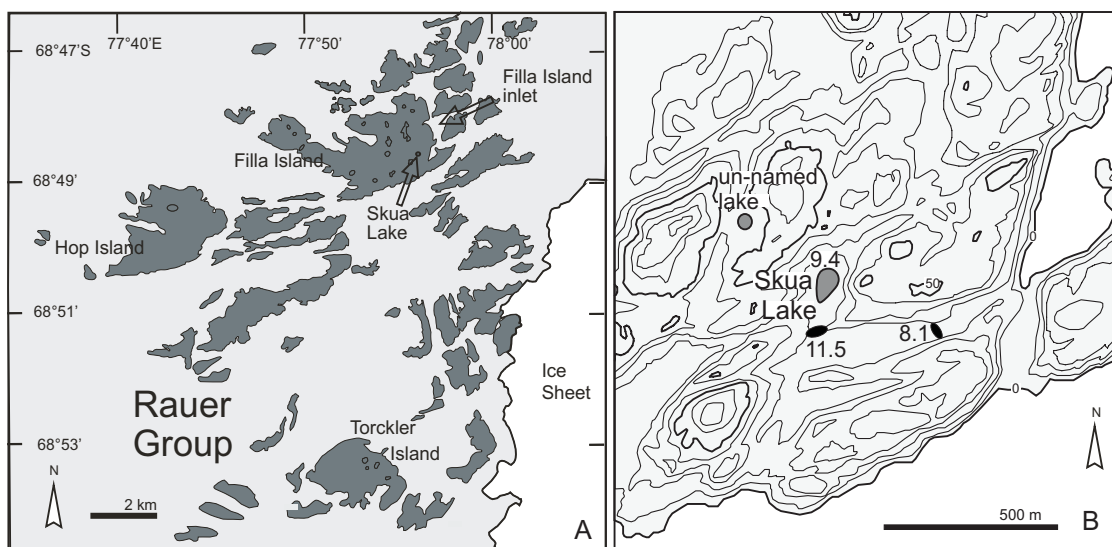 77°40'E
77°50'
78°00'
68°47'S
Filla Island
inlet
Filla Island
68°49'
Skua
Lake
Hop Island
68°51'
Ice
Sheet
Rauer
Group
Torckler
Island
68°53'
N
2 km
A
un-named
lake
0
9.4
50
Skua
Lake
11.5
8.1
0
N
500 m
B